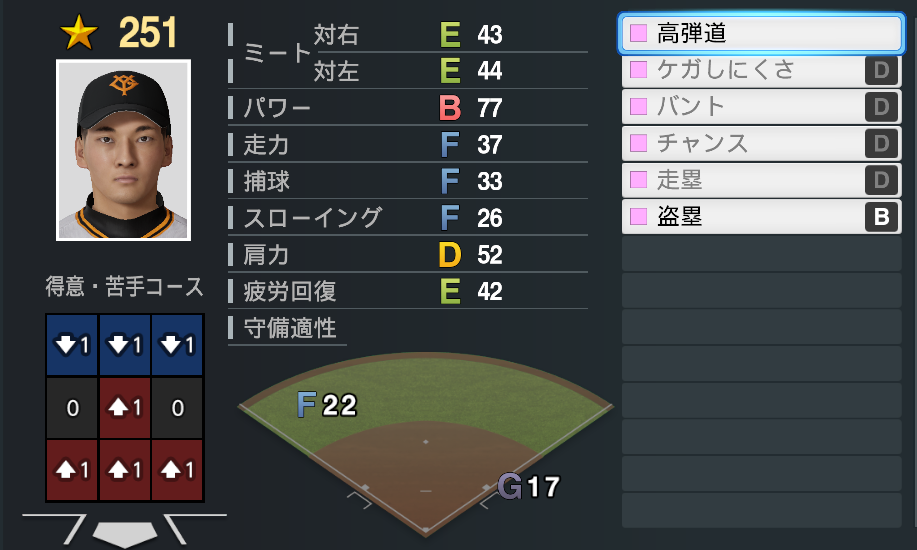 251
YG
ミート 対右 E 43
対左 E 44
パワー B 77
走力 F 37
捕球 F 33
スローイング F 26
肩力 D 52
疲労回復 E 42
守備適性
F 22
G 17
得意・苦手コース
1 1 1
0 1 0
1 1 1
高弾道
ケガしにくさ D
バント D
チャンス D
走塁 D
盗塁 B